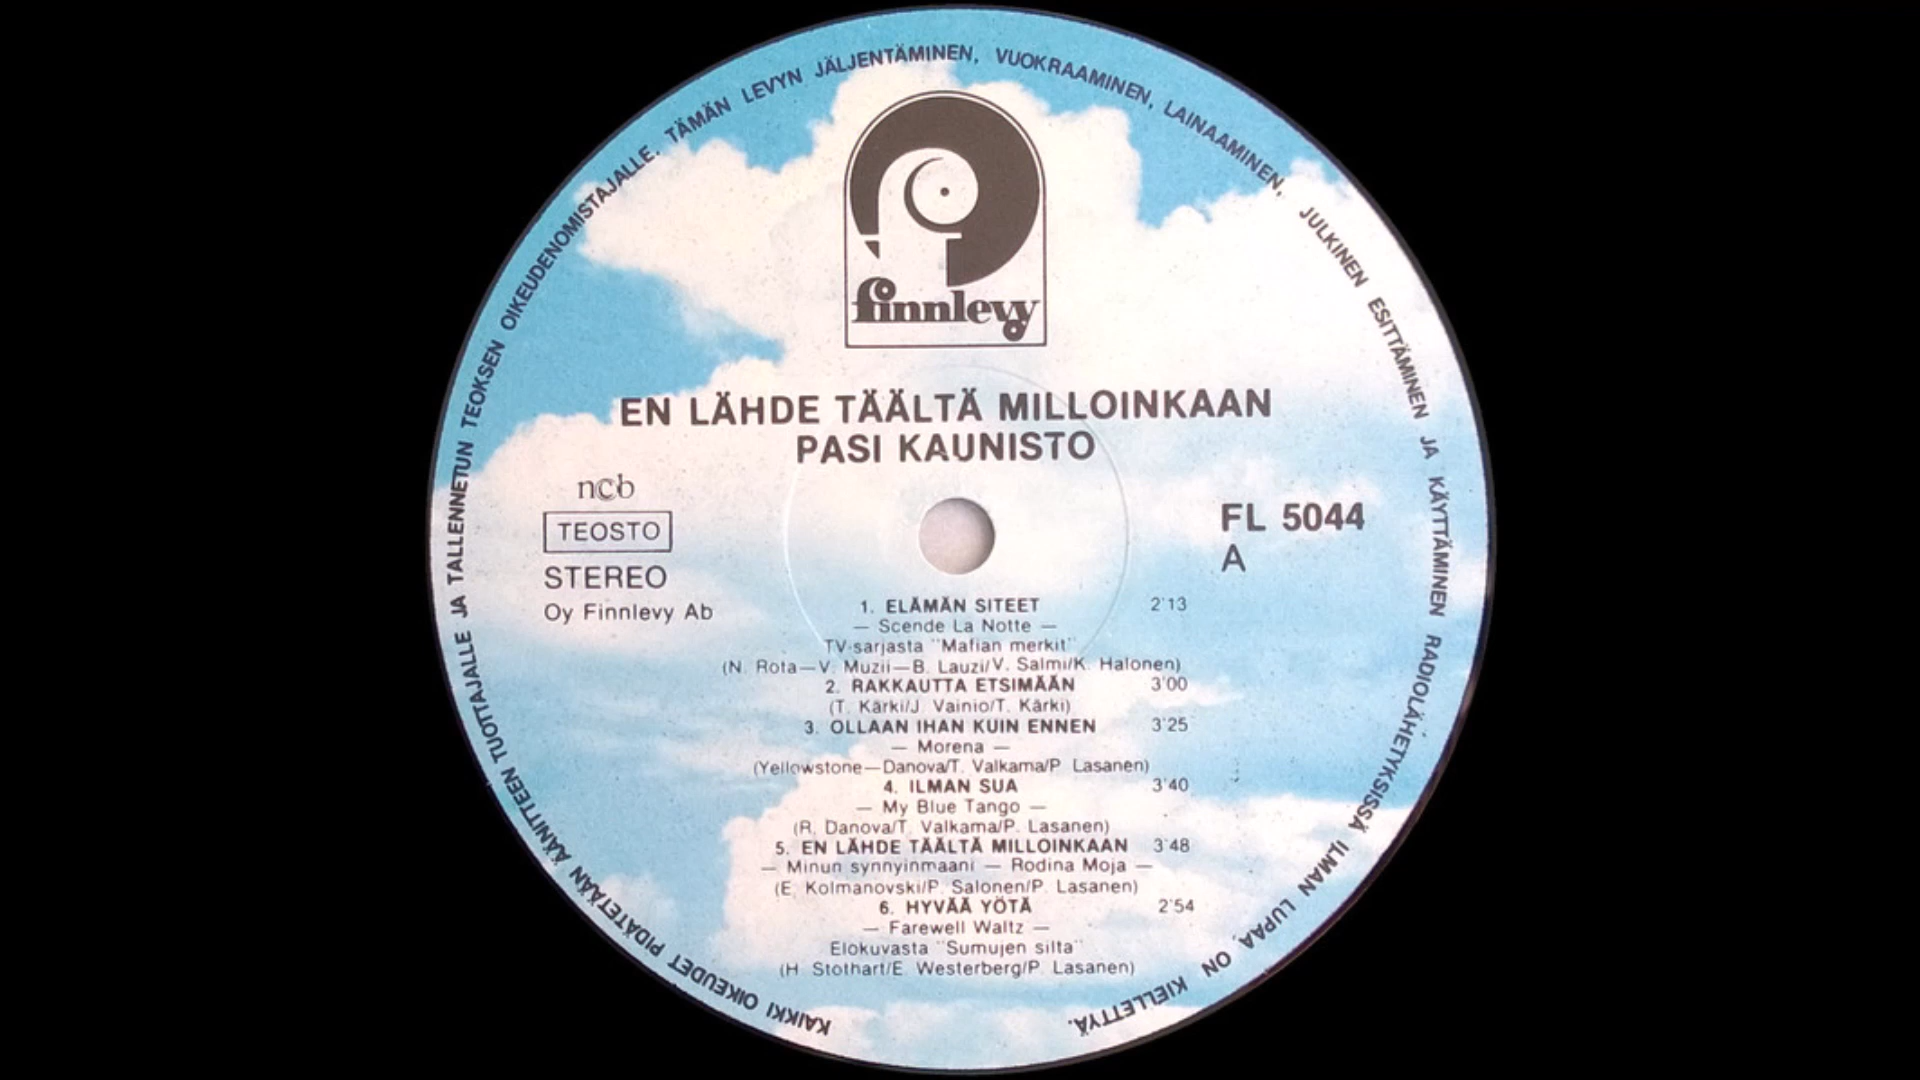 KAIKKI OIKEUDET PIDÄTETÄÄN ÄÄNITTEEN TUOTTAJALLE JA TALLENNETUN TEOKSEN OIKEUDENOMISTAJALLE. TÄMÄN LEVYN JÄLJENTÄMINEN, VUOKRAAMINEN, LAINAAMINEN, JULKINEN ESITTÄMINEN JA KÄYTTÄMINEN RADIOLÄHETYKSISSÄ ILMAN LUPAA, ON KIELLETTYÄ.
finnlevy
EN LÄHDE TÄÄLTÄ MILLOINKAAN
PASI KAUNISTO
ncb
TEOSTO
STEREO
Oy Finnlevy Ab
FL 5044
A
1. ELÄMÄN SITEET 2'13
— Scende La Notte —
TV-sarjasta "Mafian merkit"
(N. Rota—V. Muzii—B. Lauzi/V. Salmi/K. Halonen)
2. RAKKAUTTA ETSIMÄÄN 3'00
(T. Kärki/J. Vainio/T. Kärki)
3. OLLAAN IHAN KUIN ENNEN 3'25
— Morena —
(Yellowstone—Danova/T. Valkama/P. Lasanen)
4. ILMAN SUA 3'40
— My Blue Tango —
(R. Danova/T. Valkama/P. Lasanen)
5. EN LÄHDE TÄÄLTÄ MILLOINKAAN 3'48
— Minun synnyinmaani — Rodina Moja —
(E. Kolmanovski/P. Salonen/P. Lasanen)
6. HYVÄÄ YÖTÄ 2'54
— Farewell Waltz —
Elokuvasta "Sumujen silta"
(H. Stothart/E. Westerberg/P. Lasanen)